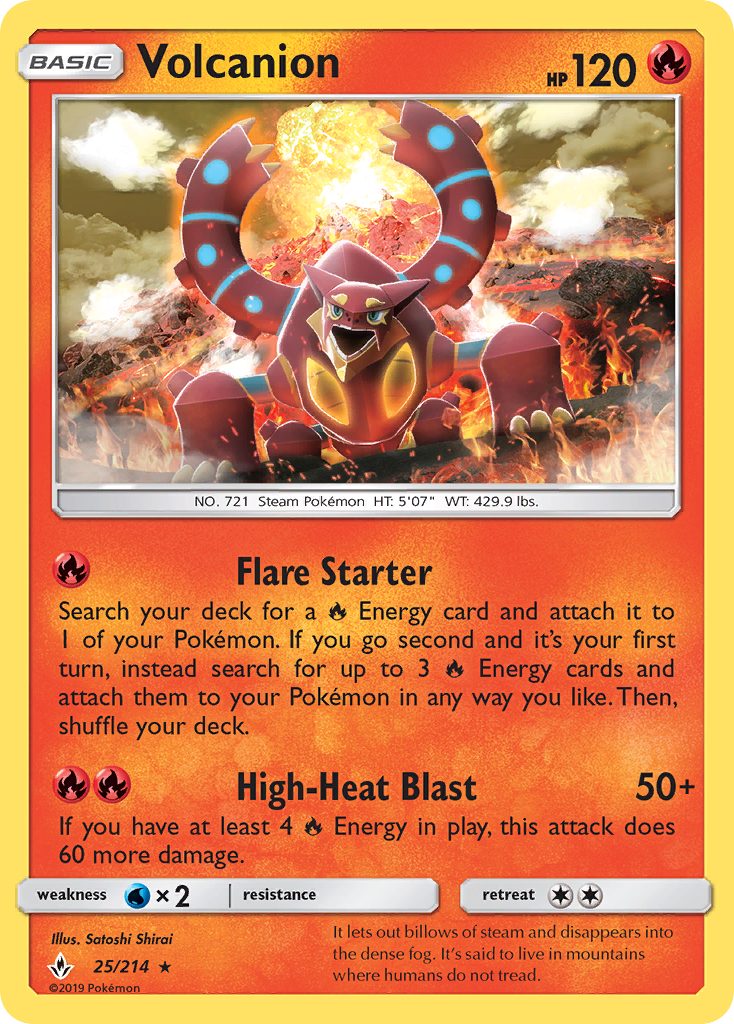 BASIC Volcanion HP 120
NO. 721 Steam Pokémon HT: 5'07" WT: 429.9 lbs.
Flare Starter
Search your deck for a Energy card and attach it to
1 of your Pokémon. If you go second and it's your first
turn, instead search for up to 3 Energy cards and
attach them to your Pokémon in any way you like. Then,
shuffle your deck.
High-Heat Blast 50+
If you have at least 4 Energy in play, this attack does
60 more damage.
weakness × 2 resistance retreat
Illus. Satoshi Shirai
25/214 ★
©2019 Pokémon
It lets out billows of steam and disappears into
the dense fog. It's said to live in mountains
where humans do not tread.